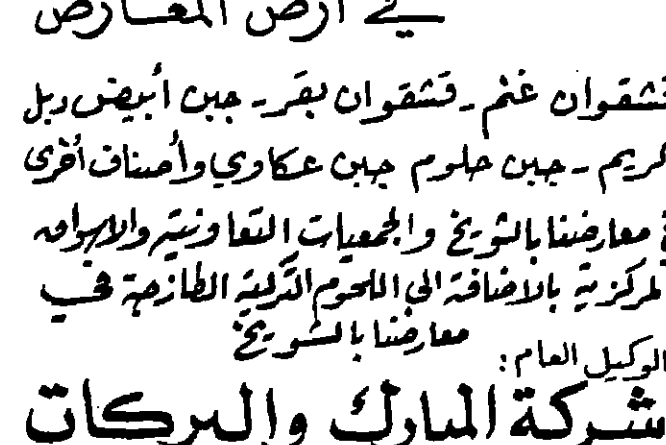 في أرض المعارض
قشقوان غنم - قشقوان بقر - جبن أبيض دبل
كريم - جبن حلوم جبن عكاوي وأصناف أخرى
في معارضنا بالشويخ والجمعيات التعاونية والاسواق
المركزية بالاضافة الى اللحوم التركية الطازجة في
معارضنا بالشويخ
الوكيل العام :
شركة المبارك والبركات